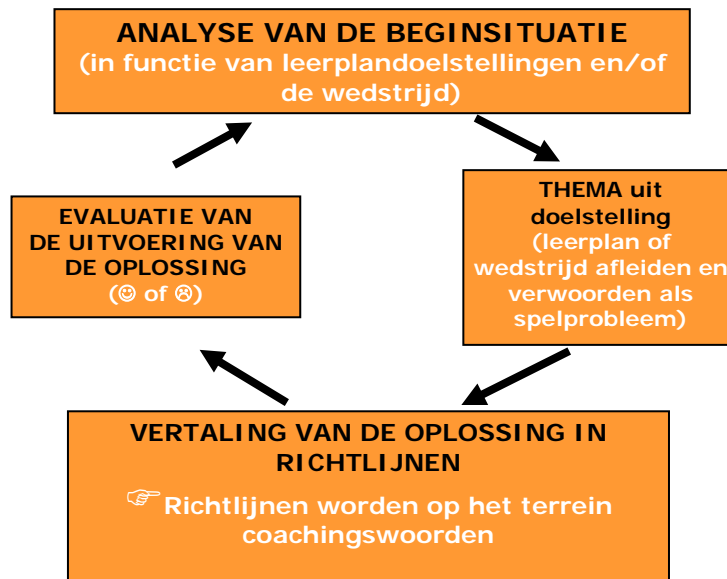 ANALYSE VAN DE BEGINSITUATIE
(in functie van leerplandoelstellingen en/of
de wedstrijd)
THEMA uit
doelstelling
(leerplan of
wedstrijd afleiden en
verwoorden als
spelprobleem)
VERTALING VAN DE OPLOSSING IN
RICHTLIJNEN
☞Richtlijnen worden op het terrein
coachingswoorden
EVALUATIE VAN
DE UITVOERING VAN
DE OPLOSSING
(☺ of ☹)